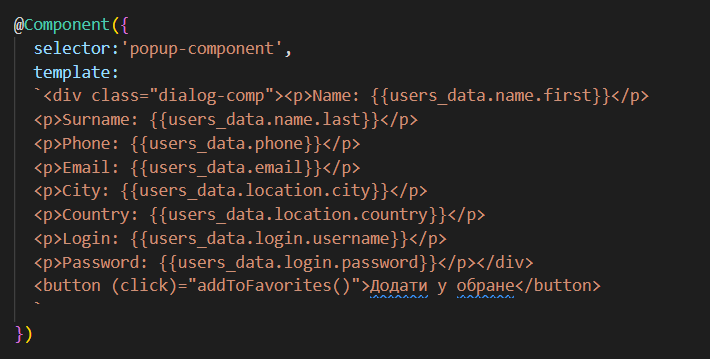 @Component({
selector:'popup-component',
template:
`<div class="dialog-comp"><p>Name: {{users_data.name.first}}</p>
<p>Surname: {{users_data.name.last}}</p>
<p>Phone: {{users_data.phone}}</p>
<p>Email: {{users_data.email}}</p>
<p>City: {{users_data.location.city}}</p>
<p>Country: {{users_data.location.country}}</p>
<p>Login: {{users_data.login.username}}</p>
<p>Password: {{users_data.login.password}}</p></div>
<button (click)="addToFavorites()">Додати у обране</button>
`
})